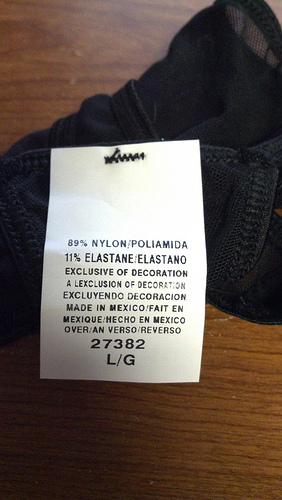 89% NYLON/POLIAMIDA
11% ELASTANE/ELASTANO
EXCLUSIVE OF DECORATION
A LEXCLUSION OF DECORATION
EXCLUYENDO DECORACION
MADE IN MEXICO/FAIT EN
MEXIQUE/HECHO EN MEXICO
OVER/AN VERSO/REVERSO
27382
L/G